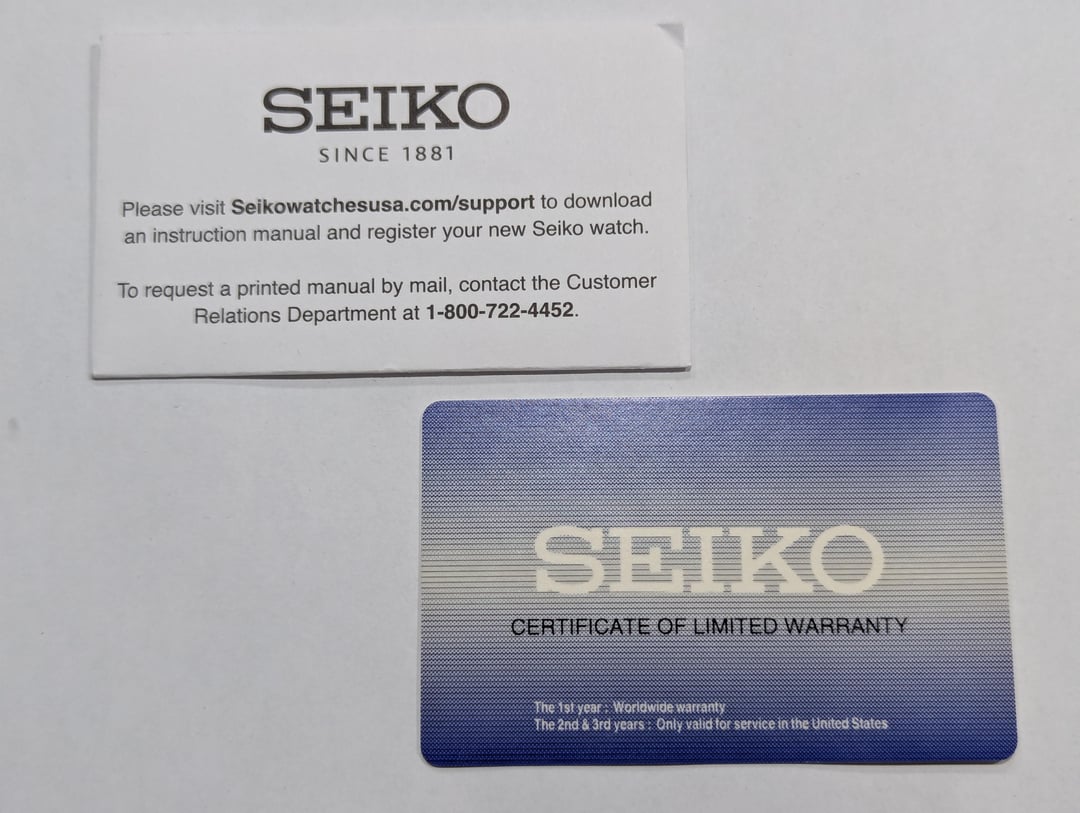 SEIKO
SINCE 1881
Please visit Seikowatchesusa.com/support to download
an instruction manual and register your new Seiko watch.
To request a printed manual by mail, contact the Customer
Relations Department at 1-800-722-4452.
SEIKO
CERTIFICATE OF LIMITED WARRANTY
The 1st year : Worldwide warranty
The 2nd & 3rd years : Only valid for service in the United States